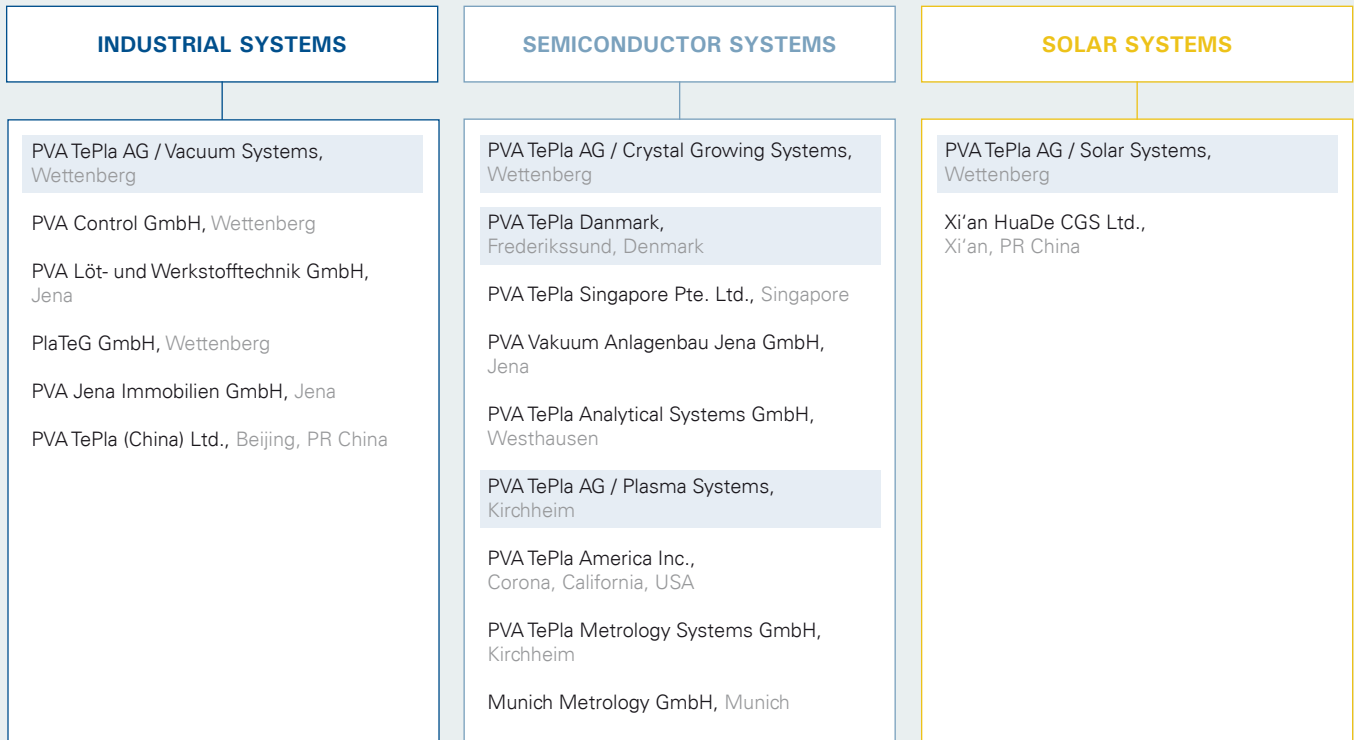 INDUSTRIAL SYSTEMS
PVA TePla AG / Vacuum Systems,
Wettenberg
PVA Control GmbH, Wettenberg
PVA Löt- und Werkstofftechnik GmbH,
Jena
PlaTeG GmbH, Wettenberg
PVA Jena Immobilien GmbH, Jena
PVA TePla (China) Ltd., Beijing, PR China
SEMICONDUCTOR SYSTEMS
PVA TePla AG / Crystal Growing Systems,
Wettenberg
PVA TePla Danmark,
Frederikssund, Denmark
PVA TePla Singapore Pte. Ltd., Singapore
PVA Vakuum Anlagenbau Jena GmbH,
Jena
PVA TePla Analytical Systems GmbH,
Westhausen
PVA TePla AG / Plasma Systems,
Kirchheim
PVA TePla America Inc.,
Corona, California, USA
PVA TePla Metrology Systems GmbH,
Kirchheim
Munich Metrology GmbH, Munich
SOLAR SYSTEMS
PVA TePla AG / Solar Systems,
Wettenberg
Xi‘an HuaDe CGS Ltd.,
Xi‘an, PR China